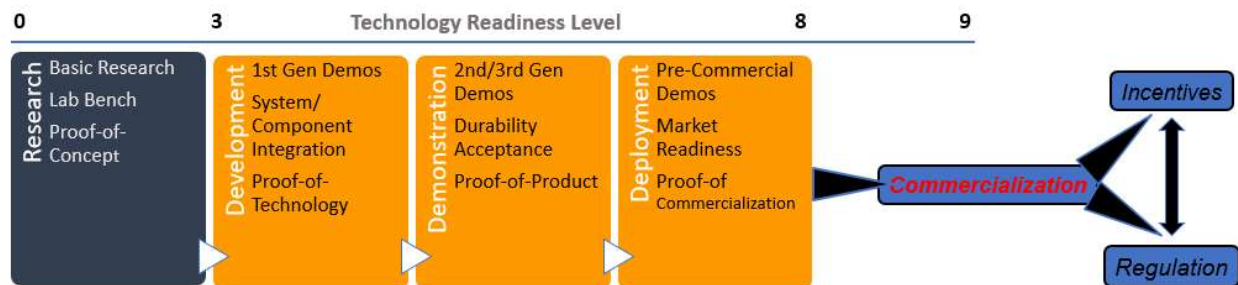 0 3 Technology Readiness Level 8 9
Research
Basic Research
Lab Bench
Proof-of-
Concept
Development
1st Gen Demos
System/
Component
Integration
Proof-of-
Technology
Demonstration
2nd/3rd Gen
Demos
Durability
Acceptance
Proof-of-Product
Deployment
Pre-Commercial
Demos
Market
Readiness
Proof-of
Commercialization
Commercialization
Incentives
Regulation